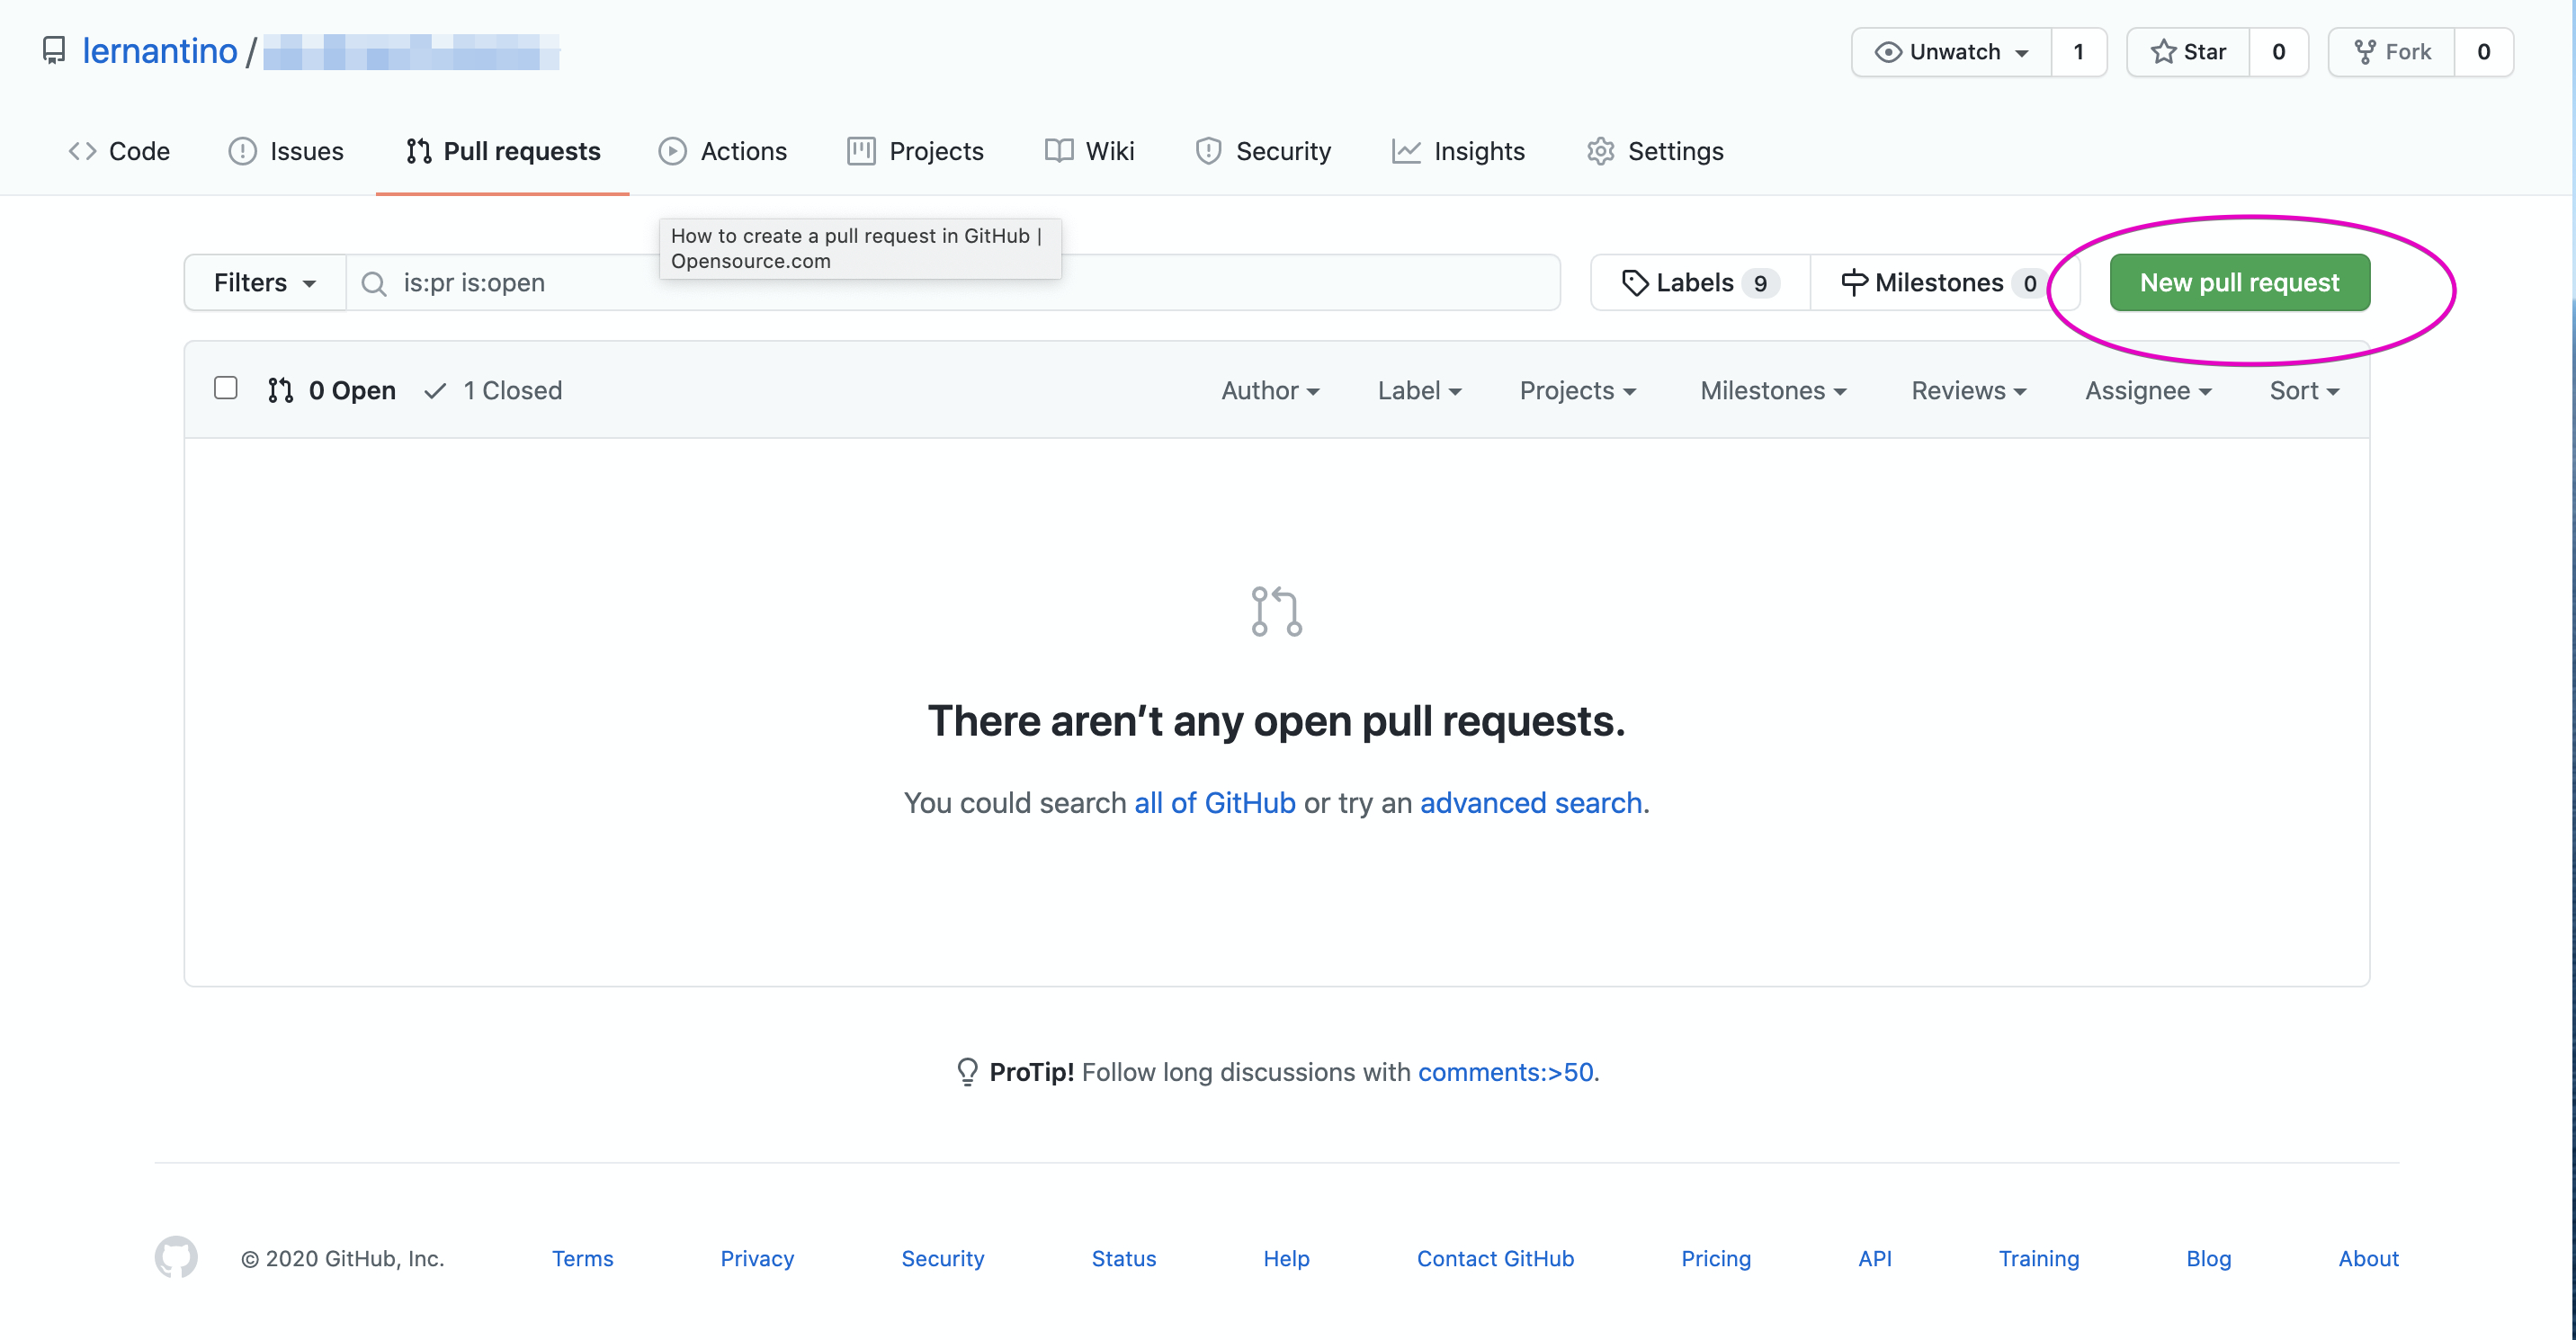 lernantino /
Unwatch 1 Star 0 Fork 0
Code Issues Pull requests Actions Projects Wiki Security Insights Settings
How to create a pull request in GitHub |
Opensource.com
Filters is:pr is:open Labels 9 Milestones 0 New pull request
0 Open 1 Closed Author Label Projects Milestones Reviews Assignee Sort
There aren’t any open pull requests.
You could search all of GitHub or try an advanced search.
ProTip! Follow long discussions with comments:>50.
© 2020 GitHub, Inc. Terms Privacy Security Status Help Contact GitHub Pricing API Training Blog About